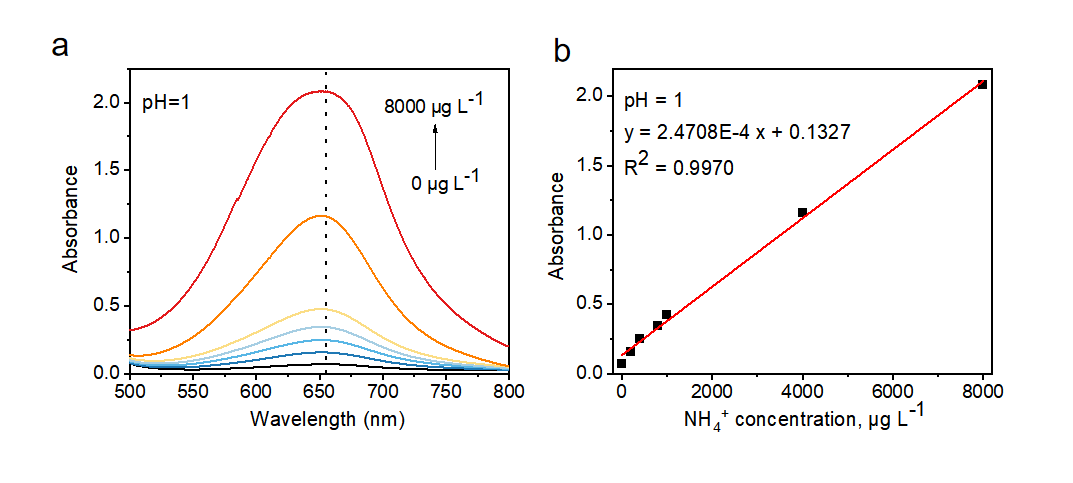 a
pH=1
8000 µg L-1
0 µg L-1
Absorbance
2.0
1.5
1.0
0.5
0.0
500 550 600 650 700 750 800
Wavelength (nm)
b
pH = 1
y = 2.4708E-4 x + 0.1327
R2 = 0.9970
Absorbance
2.0
1.5
1.0
0.5
0.0
0 2000 4000 6000 8000
NH4+ concentration, µg L-1